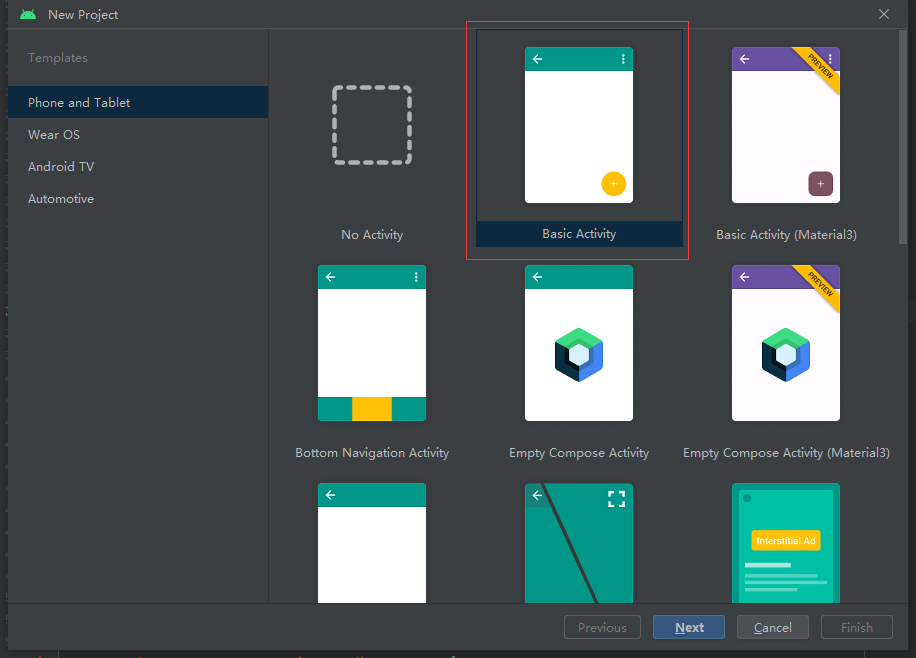 New Project
Templates
Phone and Tablet
Wear OS
Android TV
Automotive
No Activity
Basic Activity
PREVIEW
Basic Activity (Material3)
Bottom Navigation Activity
Empty Compose Activity
PREVIEW
Empty Compose Activity (Material3)
Interstitial Ad
Previous
Next
Cancel
Finish